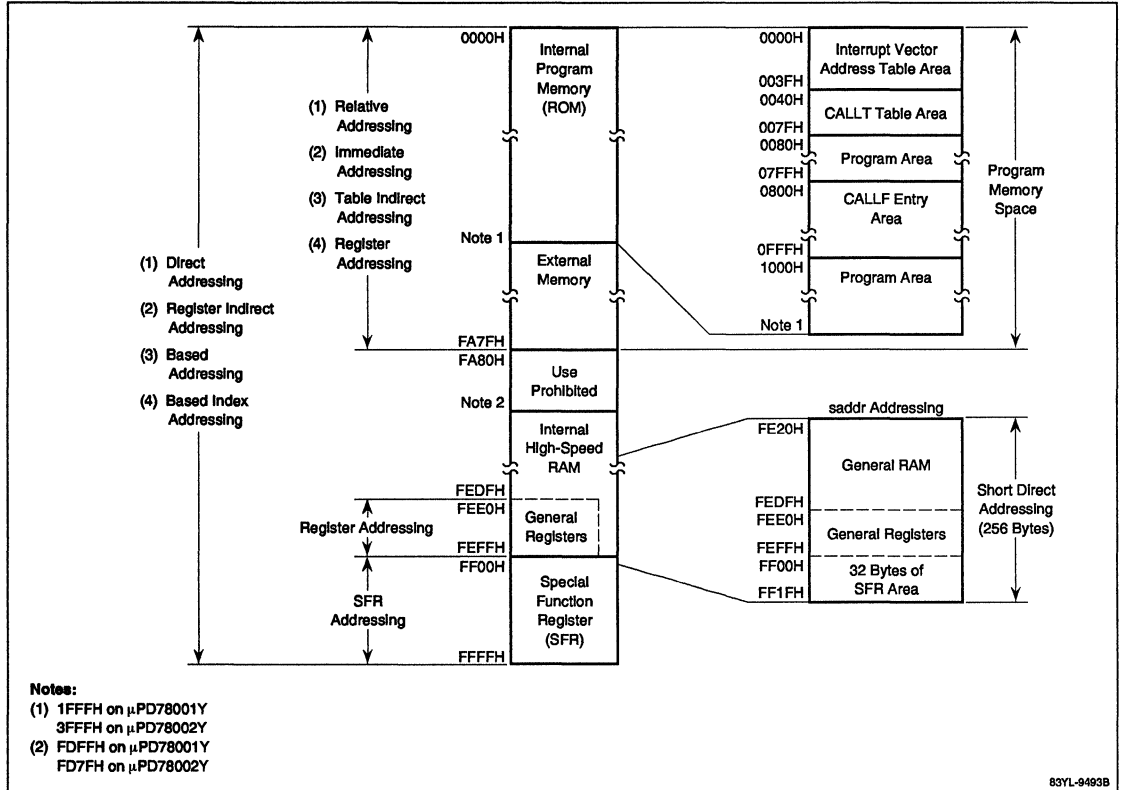 (1) Direct
Addressing
(2) Register Indirect
Addressing
(3) Based
Addressing
(4) Based Index
Addressing
(1) Relative
Addressing
(2) Immediate
Addressing
(3) Table Indirect
Addressing
(4) Register
Addressing
Register Addressing
SFR
Addressing
0000H
Note 1
FA7FH
FA80H
Note 2
FEDFH
FEE0H
FEFFH
FF00H
FFFFH
Internal
Program
Memory
(ROM)
External
Memory
Use
Prohibited
Internal
High-Speed
RAM
General
Registers
Special
Function
Register
(SFR)
0000H
Interrupt Vector
Address Table Area
003FH
0040H
CALLT Table Area
007FH
0080H
Program Area
07FFH
0800H
CALLF Entry
Area
0FFFH
1000H
Program Area
Note 1
Program
Memory
Space
saddr Addressing
FE20H
General RAM
FEDFH
FEE0H
General Registers
FEFFH
FF00H
32 Bytes of
SFR Area
FF1FH
Short Direct
Addressing
(256 Bytes)
Notes:
(1) 1FFFH on μPD78001Y
3FFFH on μPD78002Y
(2) FDFFH on μPD78001Y
FD7FH on μPD78002Y
83YL-9493B